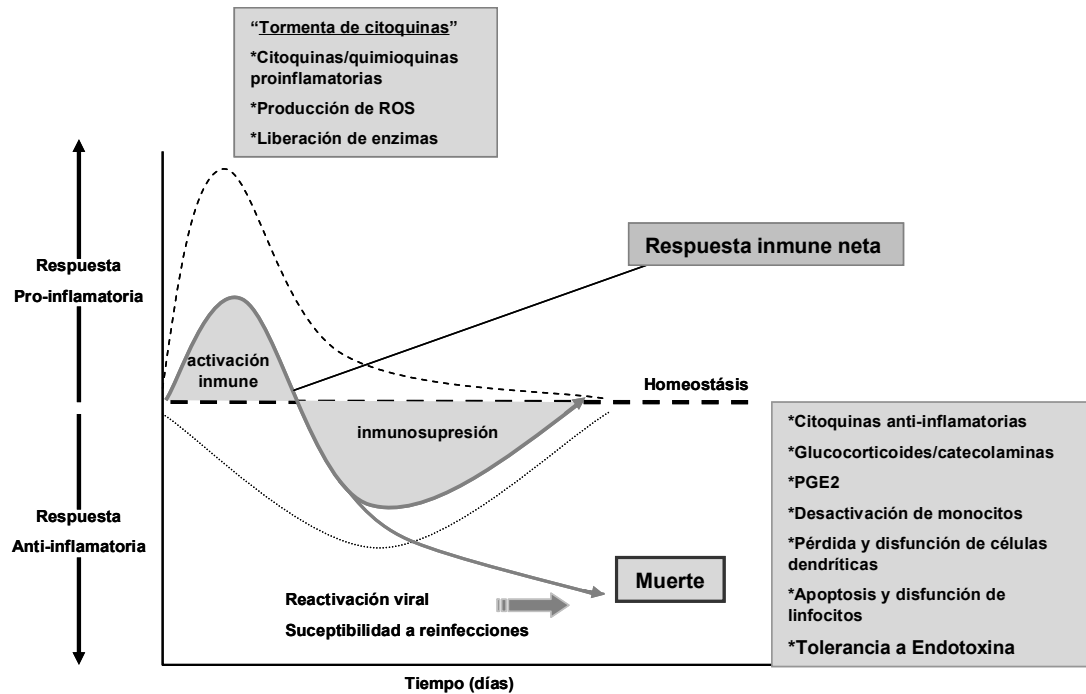 “Tormenta de citoquinas”
*Citoquinas/quimioquinas
proinflamatorias
*Producción de ROS
*Liberación de enzimas
Respuesta
Pro-inflamatoria
Respuesta inmune neta
activación
inmune
Homeostásis
inmunosupresión
*Citoquinas anti-inflamatorias
*Glucocorticoides/catecolaminas
*PGE2
*Desactivación de monocitos
*Pérdida y disfunción de células
dendríticas
*Apoptosis y disfunción de
linfocitos
*Tolerancia a Endotoxina
Respuesta
Anti-inflamatoria
Muerte
Reactivación viral
Suceptibilidad a reinfecciones
Tiempo (días)